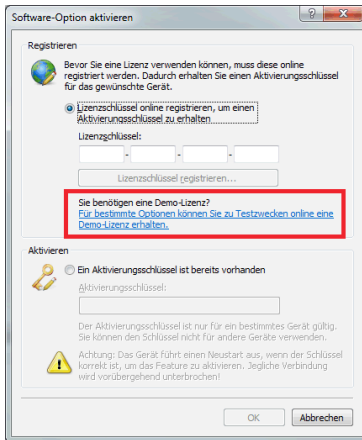 Software-Option aktivieren
Registrieren
Bevor Sie eine Lizenz verwenden können, muss diese online
registriert werden. Dadurch erhalten Sie einen Aktivierungsschlüssel
für das gewünschte Gerät.
Lizenzschlüssel online registrieren, um einen
Aktivierungsschlüssel zu erhalten
Lizenzschlüssel:
- - -
Lizenzschlüssel registrieren...
Sie benötigen eine Demo-Lizenz?
Für bestimmte Optionen können Sie zu Testzwecken online eine
Demo-Lizenz erhalten.
Aktivieren
Ein Aktivierungsschlüssel ist bereits vorhanden
Aktivierungsschlüssel:
Der Aktivierungsschlüssel ist nur für ein bestimmtes Gerät gültig.
Sie können den Schlüssel nicht für andere Geräte verwenden.
Achtung: Das Gerät führt einen Neustart aus, wenn der Schlüssel
korrekt ist, um das Feature zu aktivieren. Jegliche Verbindung
wird vorübergehend unterbrochen!
OK
Abbrechen